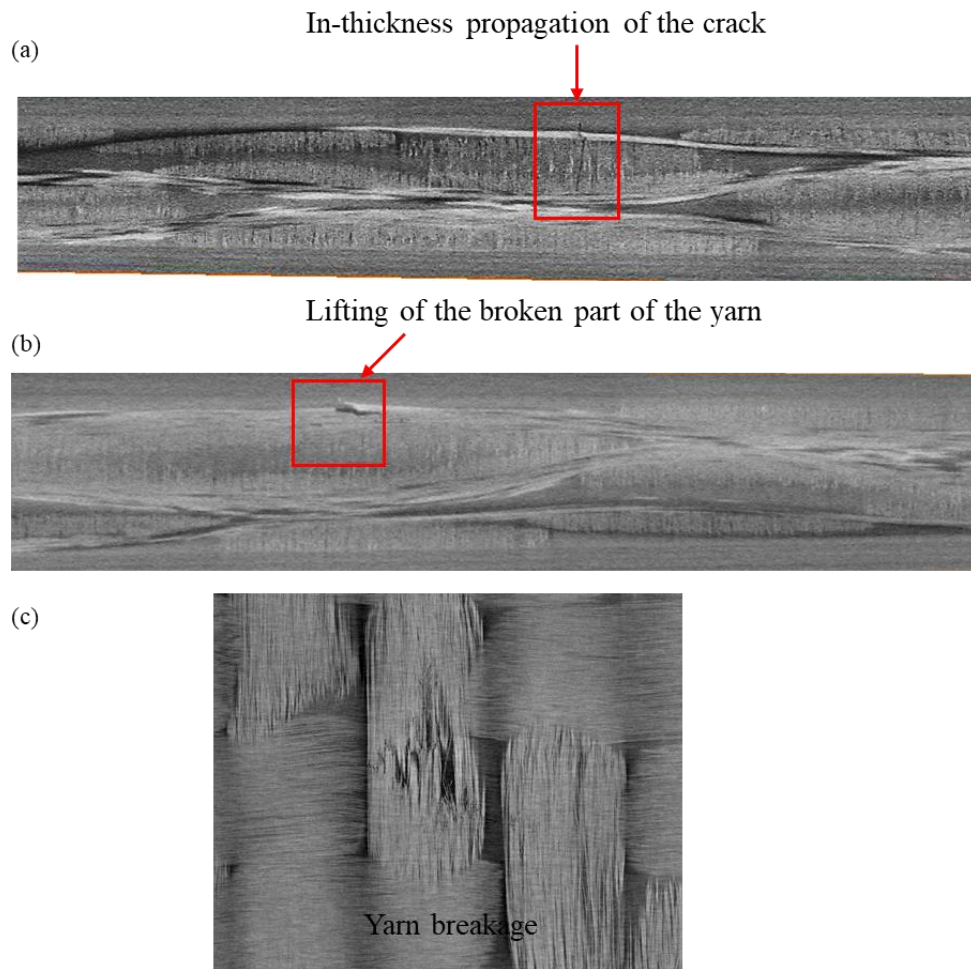 In-thickness propagation of the crack
(a)
Lifting of the broken part of the yarn
(b)
(c)
Yarn breakage